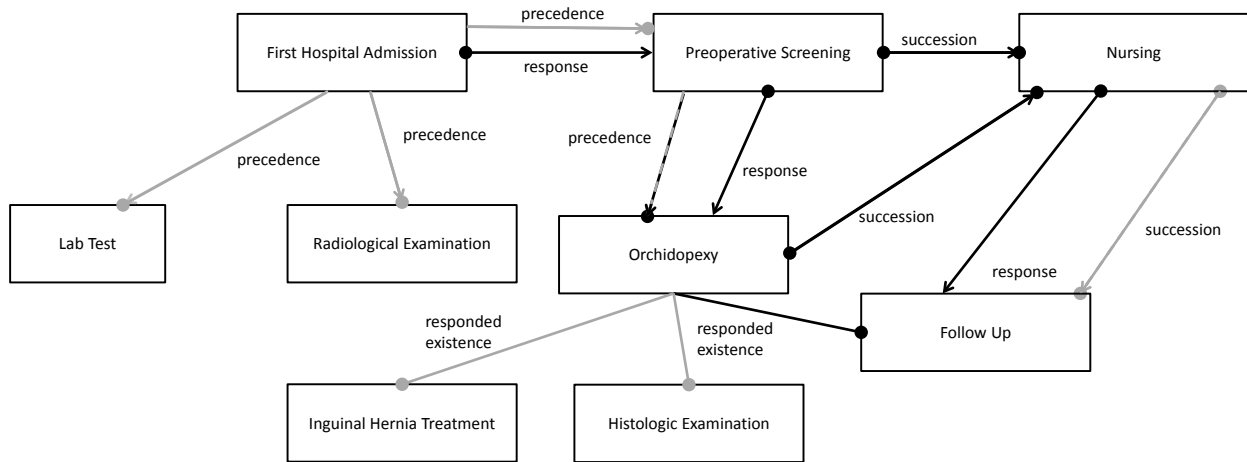 precedence
First Hospital Admission
Preoperative Screening
succession
Nursing
response
precedence
precedence
precedence
response
Lab Test
Radiological Examination
Orchidopexy
succession
succession
response
responded
existence
responded
existence
Follow Up
Inguinal Hernia Treatment
Histologic Examination